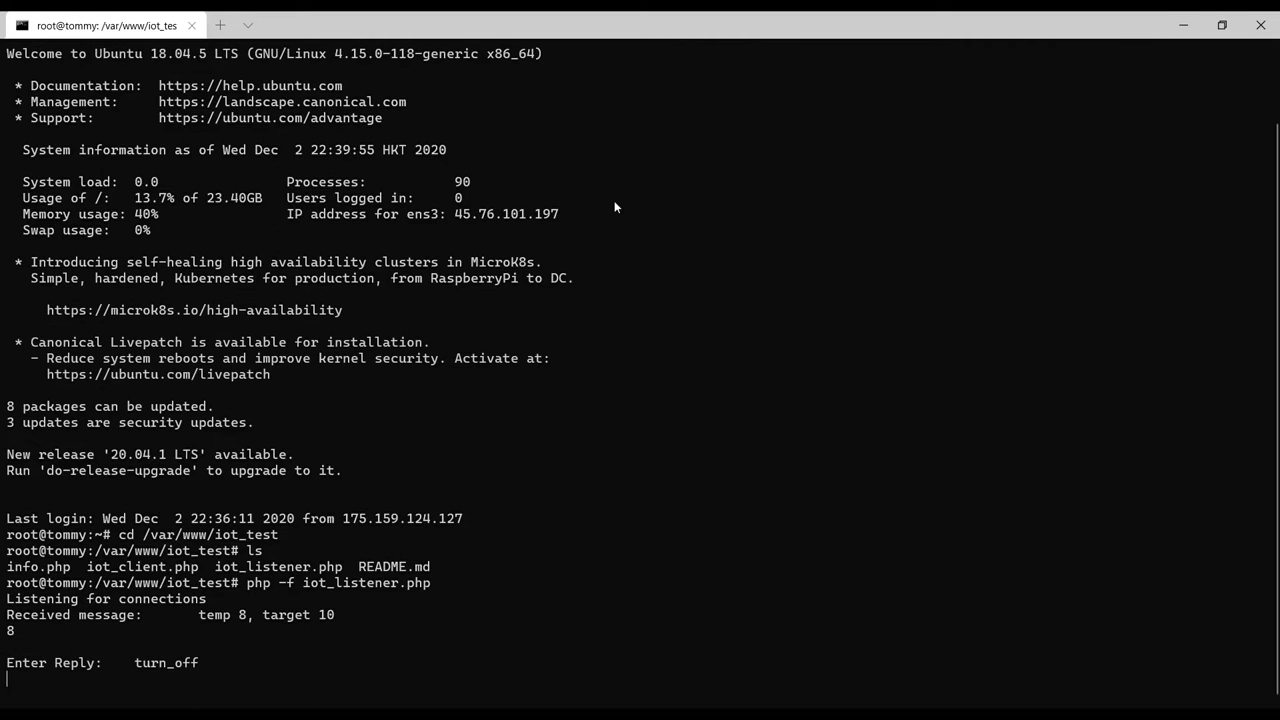 root@tommy: /var/www/iot_tes
Welcome to Ubuntu 18.04.5 LTS (GNU/Linux 4.15.0-118-generic x86_64)
* Documentation:  https://help.ubuntu.com
* Management:     https://landscape.canonical.com
* Support:        https://ubuntu.com/advantage
System information as of Wed Dec  2 22:39:55 HKT 2020
System load:  0.0                Processes:           90
Usage of /:   13.7% of 23.40GB   Users logged in:     0
Memory usage: 40%                IP address for ens3: 45.76.101.197
Swap usage:   0%
* Introducing self-healing high availability clusters in MicroK8s.
Simple, hardened, Kubernetes for production, from RaspberryPi to DC.
https://microk8s.io/high-availability
* Canonical Livepatch is available for installation.
- Reduce system reboots and improve kernel security. Activate at:
https://ubuntu.com/livepatch
8 packages can be updated.
3 updates are security updates.
New release '20.04.1 LTS' available.
Run 'do-release-upgrade' to upgrade to it.
Last login: Wed Dec  2 22:36:11 2020 from 175.159.124.127
root@tommy:~# cd /var/www/iot_test
root@tommy:/var/www/iot_test# ls
info.php  iot_client.php  iot_listener.php  README.md
root@tommy:/var/www/iot_test# php -f iot_listener.php
Listening for connections
Received message:       temp 8, target 10
8
Enter Reply:    turn_off